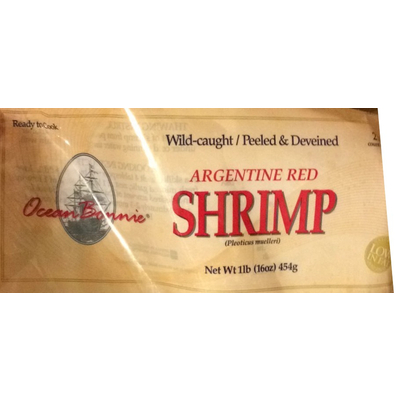 Ready to Cook
Wild-caught / Peeled & Deveined
ARGENTINE RED
Ocean Bonnie®
SHRIMP
(Pleoticus muelleri)
Net Wt 1lb (16oz) 454g